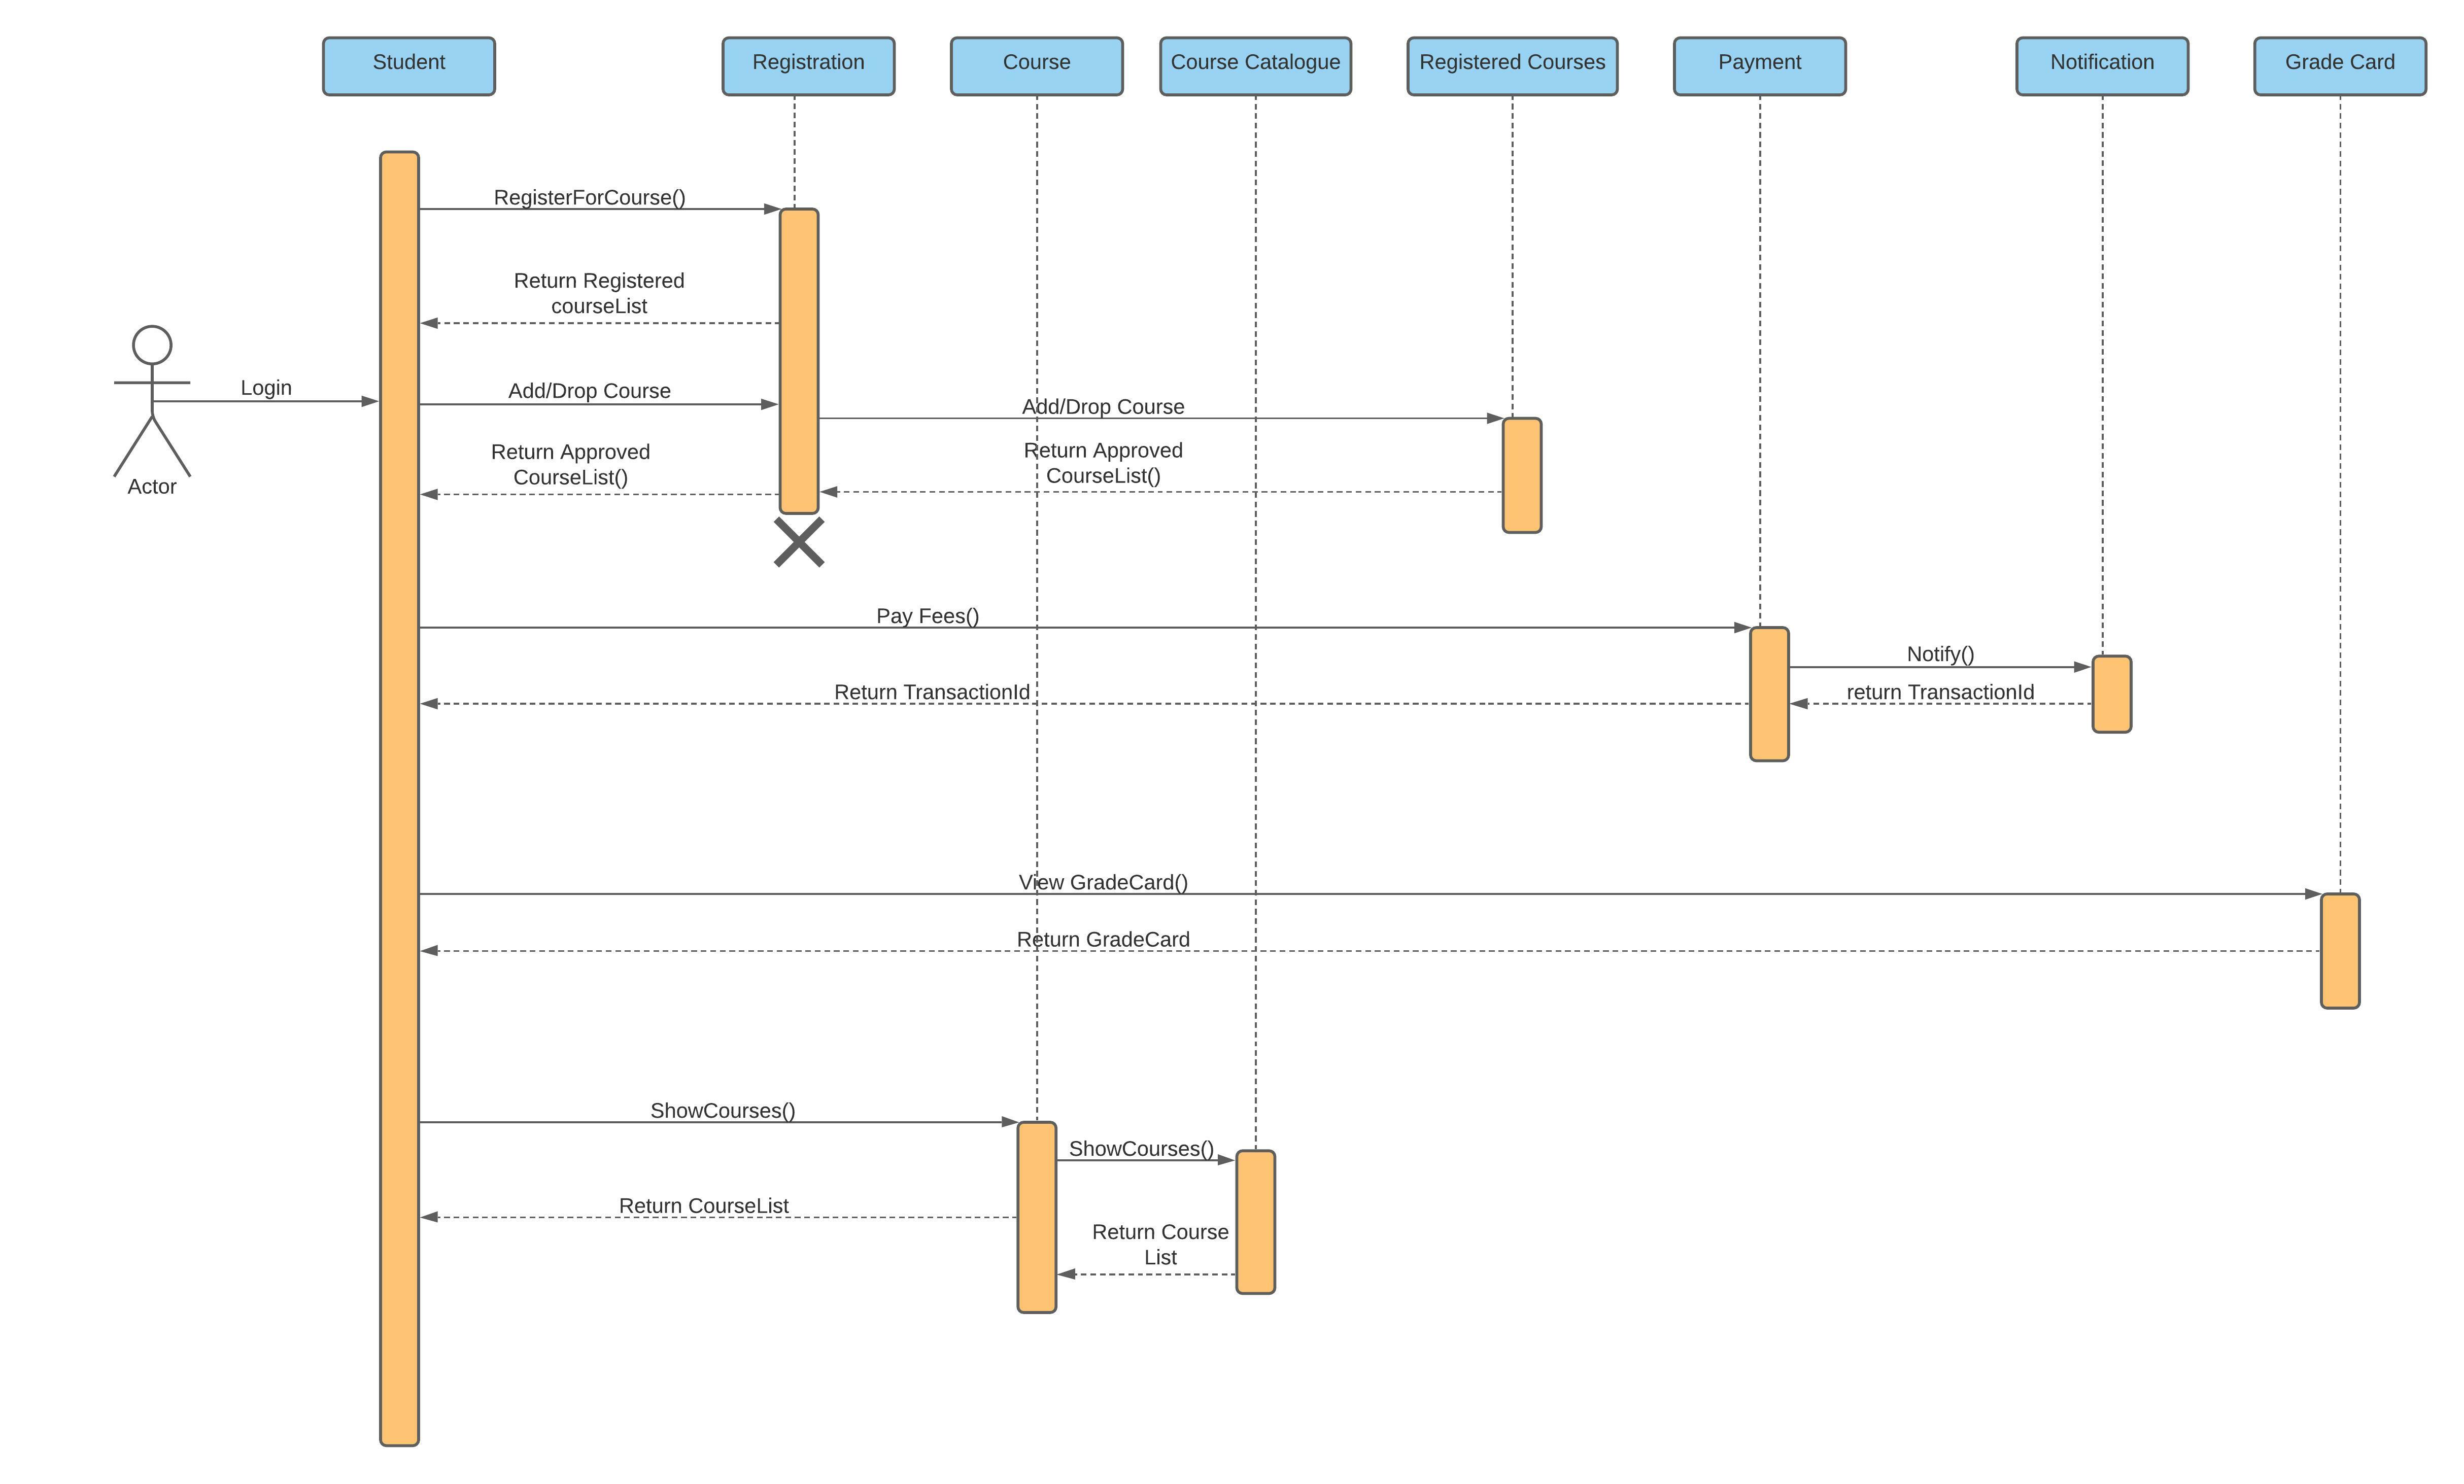 Student
Registration
Course
Course Catalogue
Registered Courses
Payment
Notification
Grade Card
RegisterForCourse()
Return Registered
courseList
Login
Add/Drop Course
Add/Drop Course
Return Approved
CourseList()
Return Approved
CourseList()
Actor
Pay Fees()
Notify()
Return TransactionId
return TransactionId
View GradeCard()
Return GradeCard
ShowCourses()
ShowCourses()
Return CourseList
Return Course
List